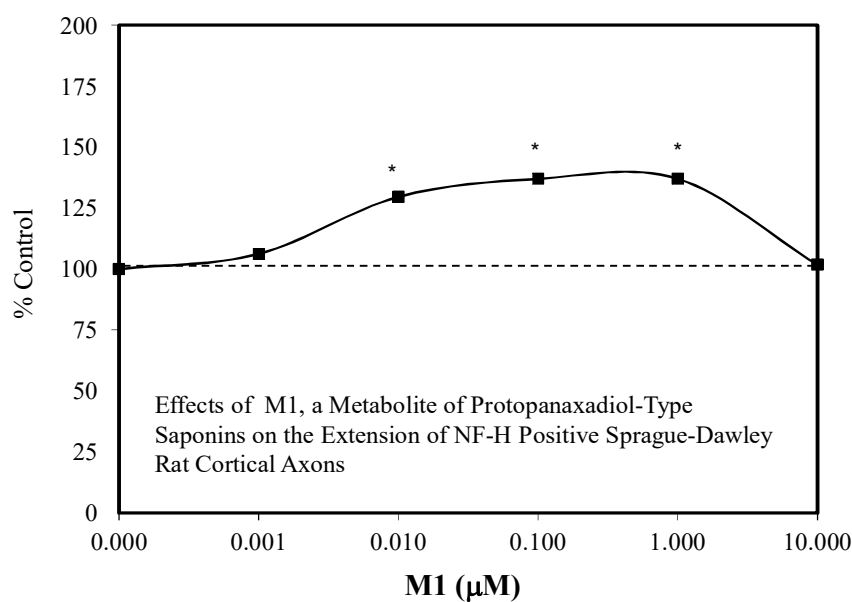 200
175
150
125
100
75
50
25
0
% Control
*
*
*
Effects of M1, a Metabolite of Protopanaxadiol-Type
Saponins on the Extension of NF-H Positive Sprague-Dawley
Rat Cortical Axons
0.000 0.001 0.010 0.100 1.000 10.000
M1 (μM)